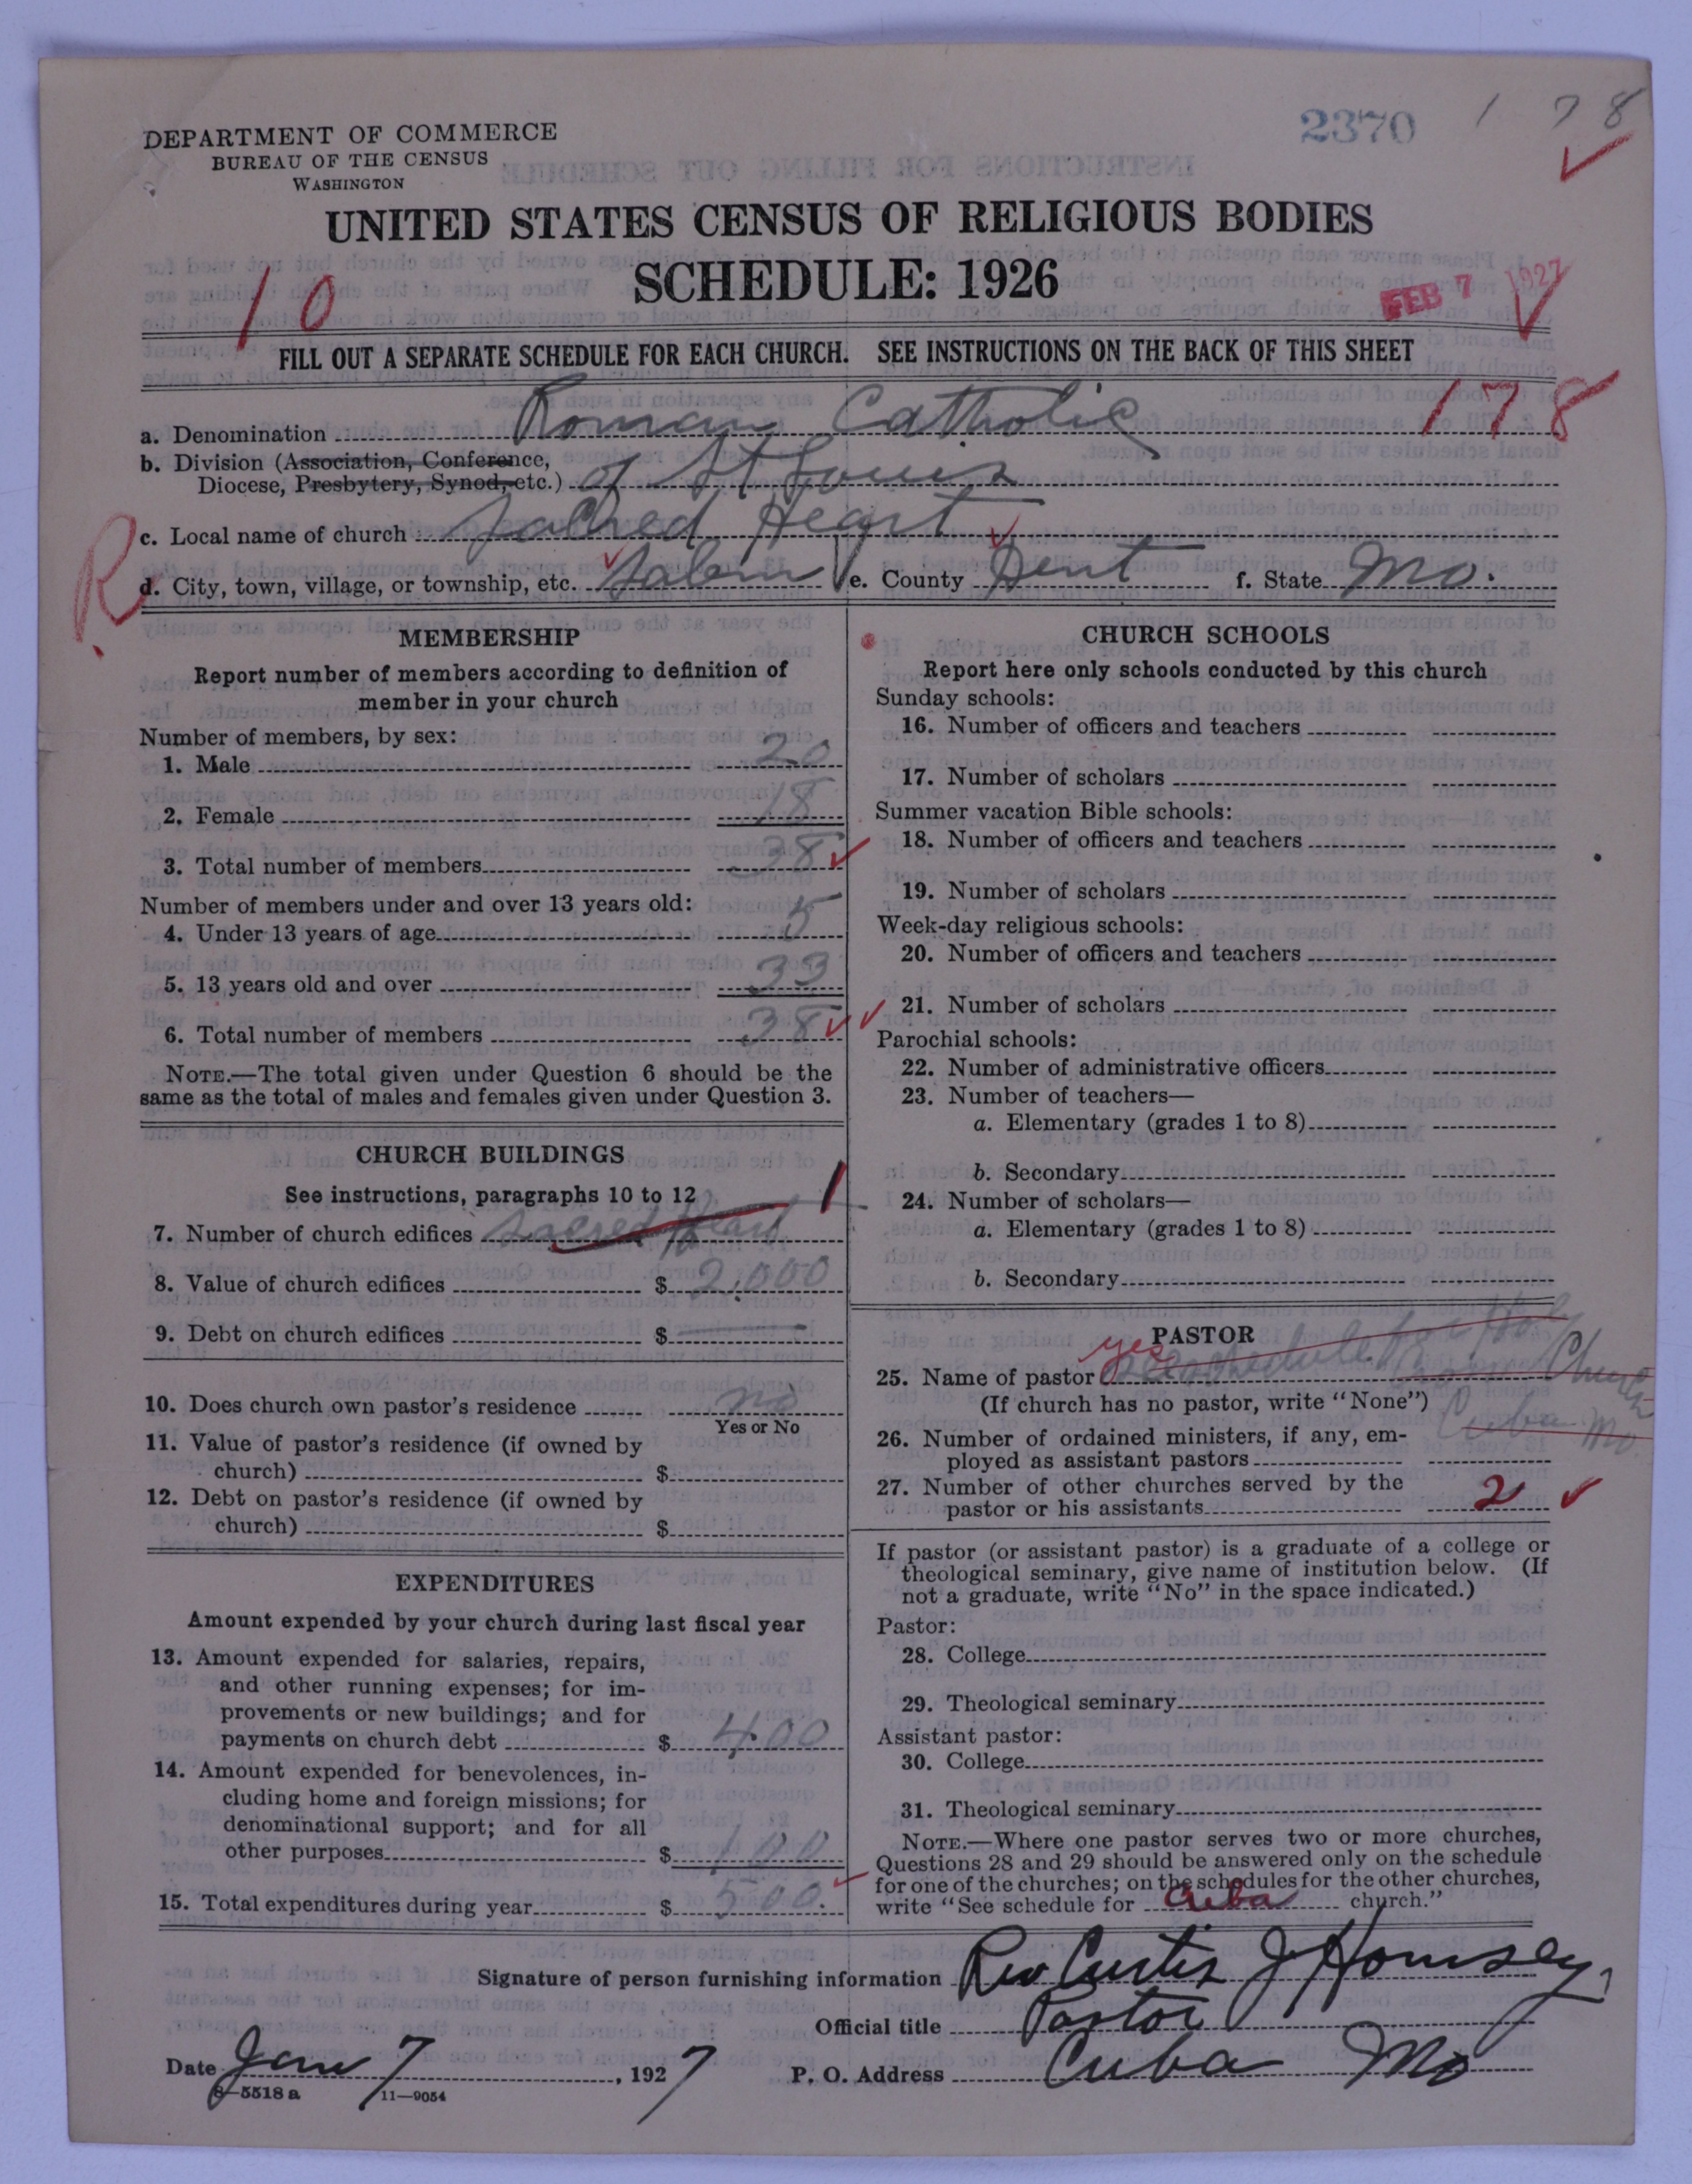 2370 1 78
DEPARTMENT OF COMMERCE
BUREAU OF THE CENSUS
WASHINGTON
UNITED STATES CENSUS OF RELIGIOUS BODIES
SCHEDULE: 1926
10
FEB 7 1927
FILL OUT A SEPARATE SCHEDULE FOR EACH CHURCH. SEE INSTRUCTIONS ON THE BACK OF THIS SHEET
178
a. Denomination Roman Catholic
b. Division (Association, Conference,
Diocese, Presbytery, Synod, etc.) of St Louis
c. Local name of church Sacred Heart
R
d. City, town, village, or township, etc. Salem e. County Dent f. State Mo.
MEMBERSHIP
Report number of members according to definition of
member in your church
Number of members, by sex:
1. Male 20
2. Female 18
3. Total number of members 38
Number of members under and over 13 years old:
4. Under 13 years of age 5
5. 13 years old and over 33
6. Total number of members 38
NOTE.—The total given under Question 6 should be the
same as the total of males and females given under Question 3.
CHURCH BUILDINGS
See instructions, paragraphs 10 to 12 1
7. Number of church edifices Sacred Heart
8. Value of church edifices $ 2,000
9. Debt on church edifices $
10. Does church own pastor's residence no
Yes or No
11. Value of pastor's residence (if owned by
church) $
12. Debt on pastor's residence (if owned by
church) $
EXPENDITURES
Amount expended by your church during last fiscal year
13. Amount expended for salaries, repairs,
and other running expenses; for im-
provements or new buildings; and for
payments on church debt $ 400
14. Amount expended for benevolences, in-
cluding home and foreign missions; for
denominational support; and for all
other purposes $ 100
15. Total expenditures during year $ 500.
CHURCH SCHOOLS
Report here only schools conducted by this church
Sunday schools:
16. Number of officers and teachers
17. Number of scholars
Summer vacation Bible schools:
18. Number of officers and teachers
19. Number of scholars
Week-day religious schools:
20. Number of officers and teachers
21. Number of scholars
Parochial schools:
22. Number of administrative officers
23. Number of teachers—
a. Elementary (grades 1 to 8)
b. Secondary
24. Number of scholars—
a. Elementary (grades 1 to 8)
b. Secondary
PASTOR
yes
25. Name of pastor See schedule for Holy Cross Church
(If church has no pastor, write "None") Cuba Mo
26. Number of ordained ministers, if any, em-
ployed as assistant pastors
27. Number of other churches served by the
pastor or his assistants 2
If pastor (or assistant pastor) is a graduate of a college or
theological seminary, give name of institution below. (If
not a graduate, write "No" in the space indicated.)
Pastor:
28. College
29. Theological seminary
Assistant pastor:
30. College
31. Theological seminary
NOTE.—Where one pastor serves two or more churches,
Questions 28 and 29 should be answered only on the schedule
for one of the churches; on the schedules for the other churches,
write "See schedule for Cuba church."
Signature of person furnishing information Rev Curtis J Hornsey
Official title Pastor
Date Jan 7, 1927 P. O. Address Cuba Mo
8—5518 a 11—9054